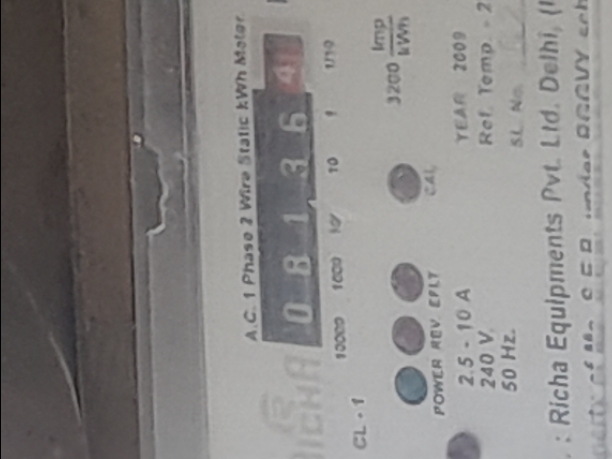 A.C. 1 Phase 2 Wire Static kWh Meter
0 8 1 3 6 4
10000 1000 10 1 1/10
RICHA
CL - 1
3200 Imp
kWh
POWER REV EFLT
CAL
2.5 - 10 A
240 V.
50 Hz.
YEAR 2009
Ref. Temp. - 2
SL. No.
: Richa Equipments Pvt. Ltd. Delhi, (I